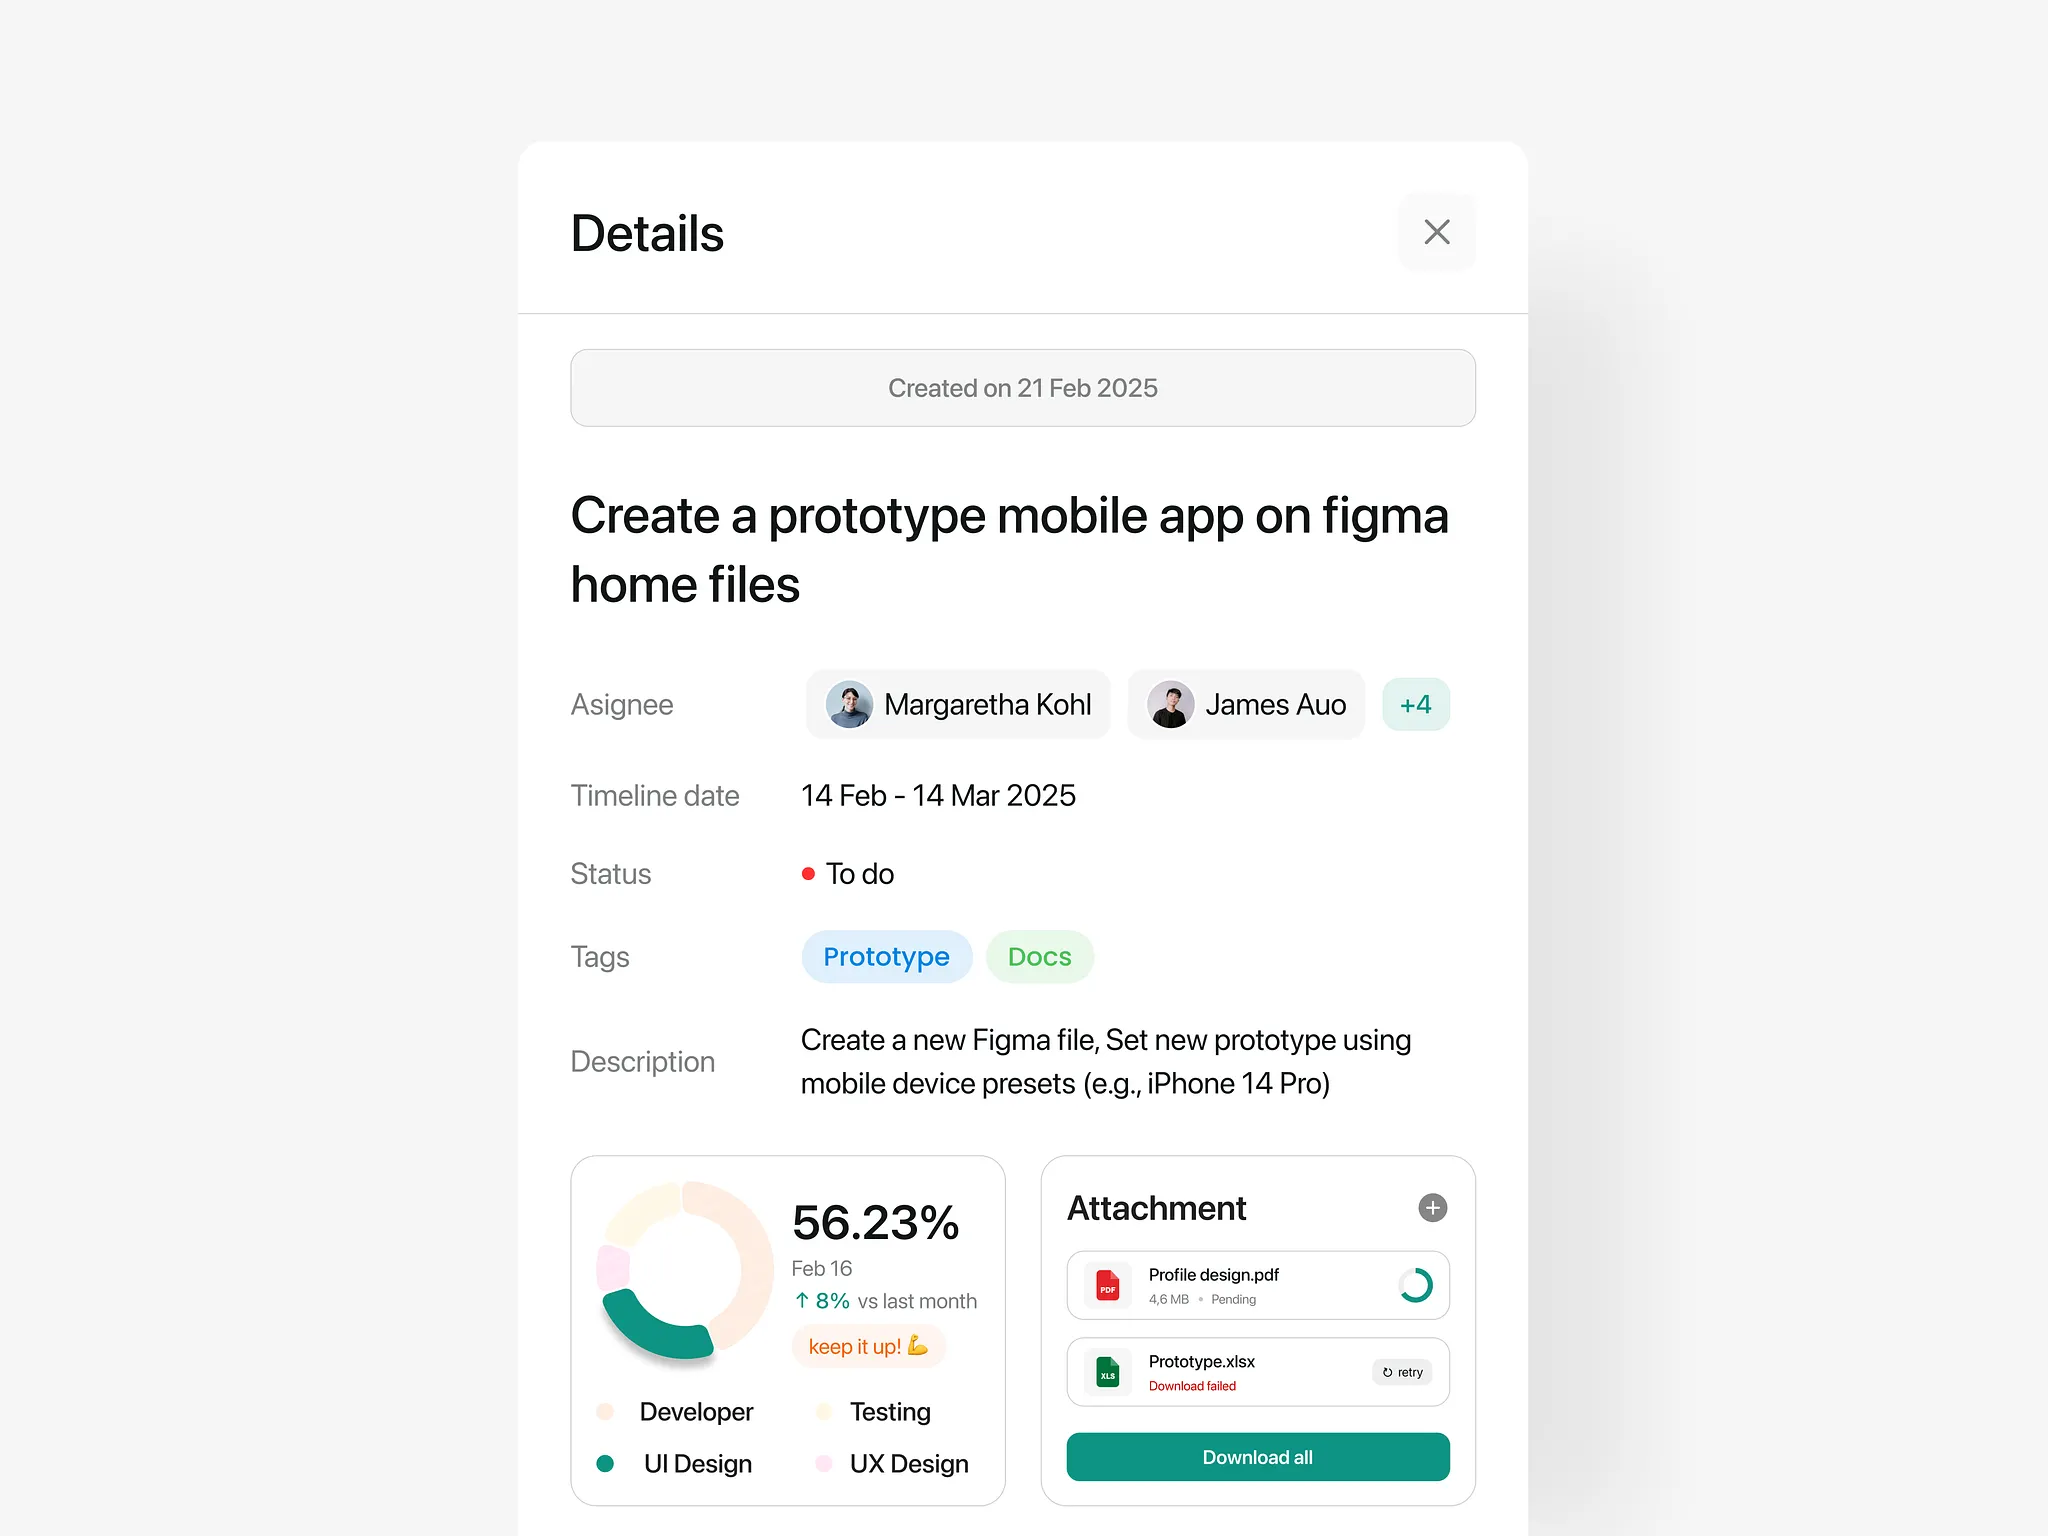 Details
Created on 21 Feb 2025
Create a prototype mobile app on figma
home files
Asignee
Margaretha Kohl
James Auo
+4
Timeline date
14 Feb - 14 Mar 2025
Status
To do
Tags
Prototype
Docs
Description
Create a new Figma file, Set new prototype using
mobile device presets (e.g., iPhone 14 Pro)
56.23%
Feb 16
↑ 8% vs last month
keep it up! 💪
Developer
Testing
UI Design
UX Design
Attachment
PDF
Profile design.pdf
4,6 MB • Pending
XLS
Prototype.xlsx
Download failed
↻ retry
Download all